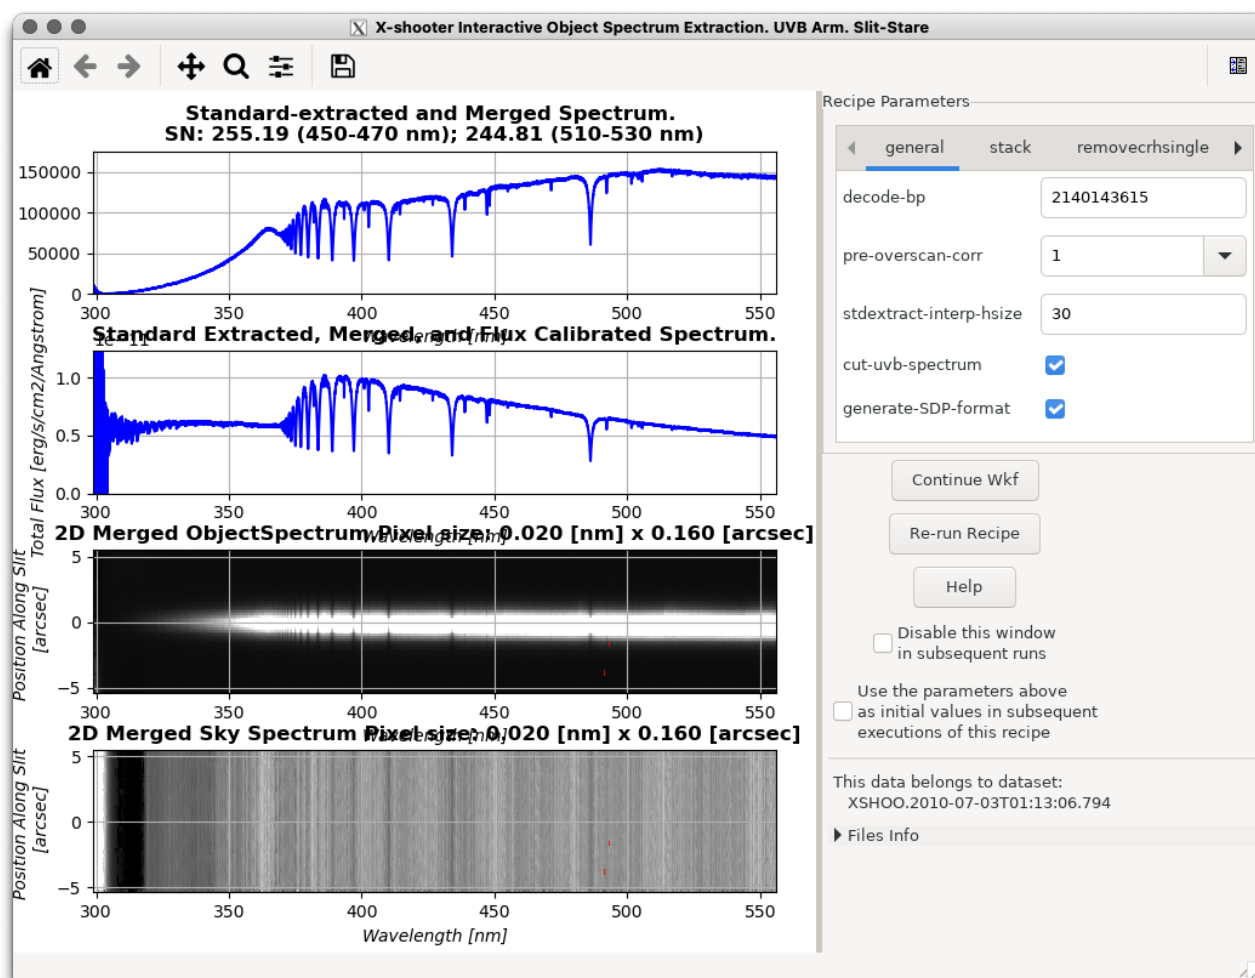 X-shooter Interactive Object Spectrum Extraction. UVB Arm. Slit-Stare
Standard-extracted and Merged Spectrum.
SN: 255.19 (450-470 nm); 244.81 (510-530 nm)
150000
100000
50000
0
300 350 400 450 500 550
Wavelength [nm]
Standard Extracted, Merged, and Flux Calibrated Spectrum.
1e-11
1.0
0.5
0.0
Total Flux [erg/s/cm2/Angstrom]
300 350 400 450 500 550
Wavelength [nm]
2D Merged ObjectSpectrum Pixel size: 0.020 [nm] x 0.160 [arcsec]
5
0
−5
Position Along Slit
[arcsec]
300 350 400 450 500 550
Wavelength [nm]
2D Merged Sky Spectrum Pixel size: 0.020 [nm] x 0.160 [arcsec]
5
0
−5
Position Along Slit
[arcsec]
300 350 400 450 500 550
Wavelength [nm]
Recipe Parameters
general stack removecrhsingle
decode-bp 2140143615
pre-overscan-corr 1
stdextract-interp-hsize 30
cut-uvb-spectrum
generate-SDP-format
Continue Wkf
Re-run Recipe
Help
Disable this window
in subsequent runs
Use the parameters above
as initial values in subsequent
executions of this recipe
This data belongs to dataset:
XSHOO.2010-07-03T01:13:06.794
Files Info